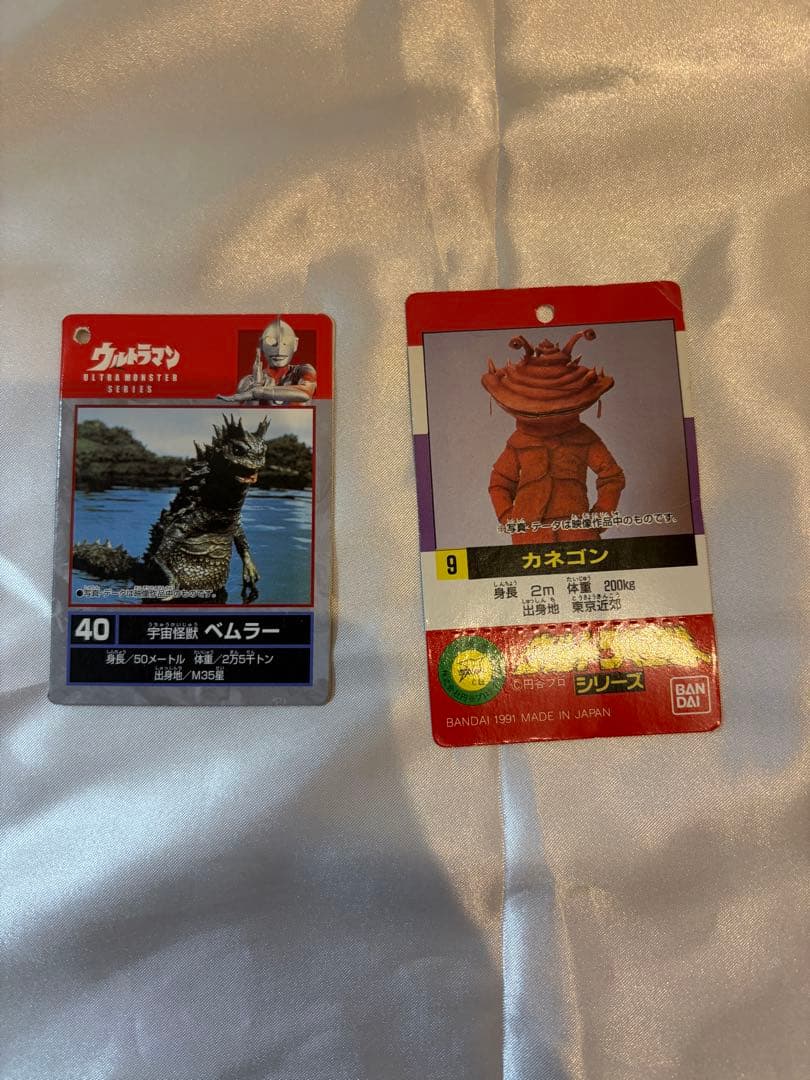 ウルトラマン
ULTRA MONSTER
SERIES
●写真・データは映像作品中のものです。
40 宇宙怪獣 ベムラー
身長/50メートル 体重/2万5千トン
出身地/M35星
※写真・データは映像作品中のものです。
9 カネゴン
身長 2m 体重 200kg
出身地 東京近郊
©円谷プロ シリーズ
BAN
DAI
BANDAI 1991 MADE IN JAPAN